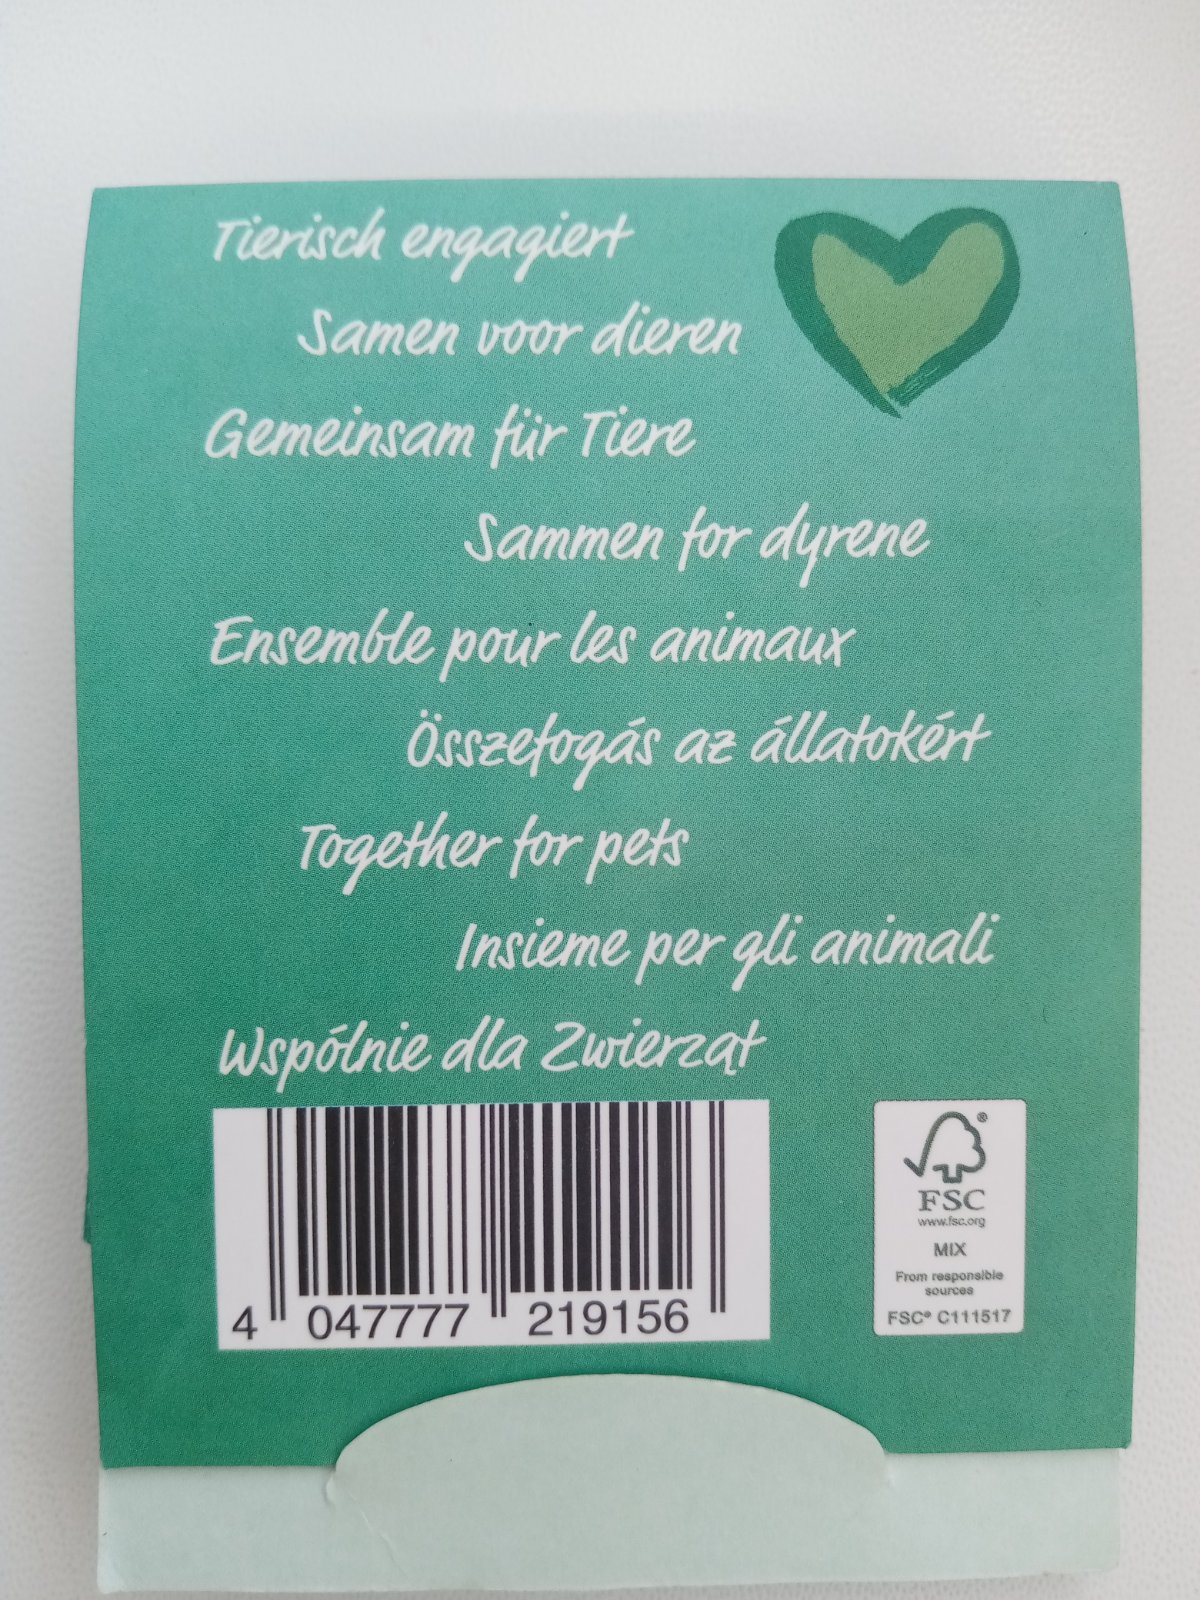 Tierisch engagiert
Samen voor dieren
Gemeinsam für Tiere
Sammen for dyrene
Ensemble pour les animaux
Összefogás az állatokért
Together for pets
Insieme per gli animali
Wspólnie dla Zwierząt
4 047777 219156
FSC®
www.fsc.org
MIX
From responsible
sources
FSC® C111517